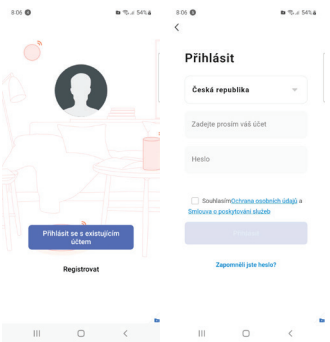 8:06
54%
Přihlásit se s existujícím
účtem
Registrovat
8:06
54%
Přihlásit
Česká republika
Zadejte prosím váš účet
Heslo
SouhlasímOchrana osobních údajů a
Smlouva o poskytování služeb
Přihlásit
Zapomněli jste heslo?